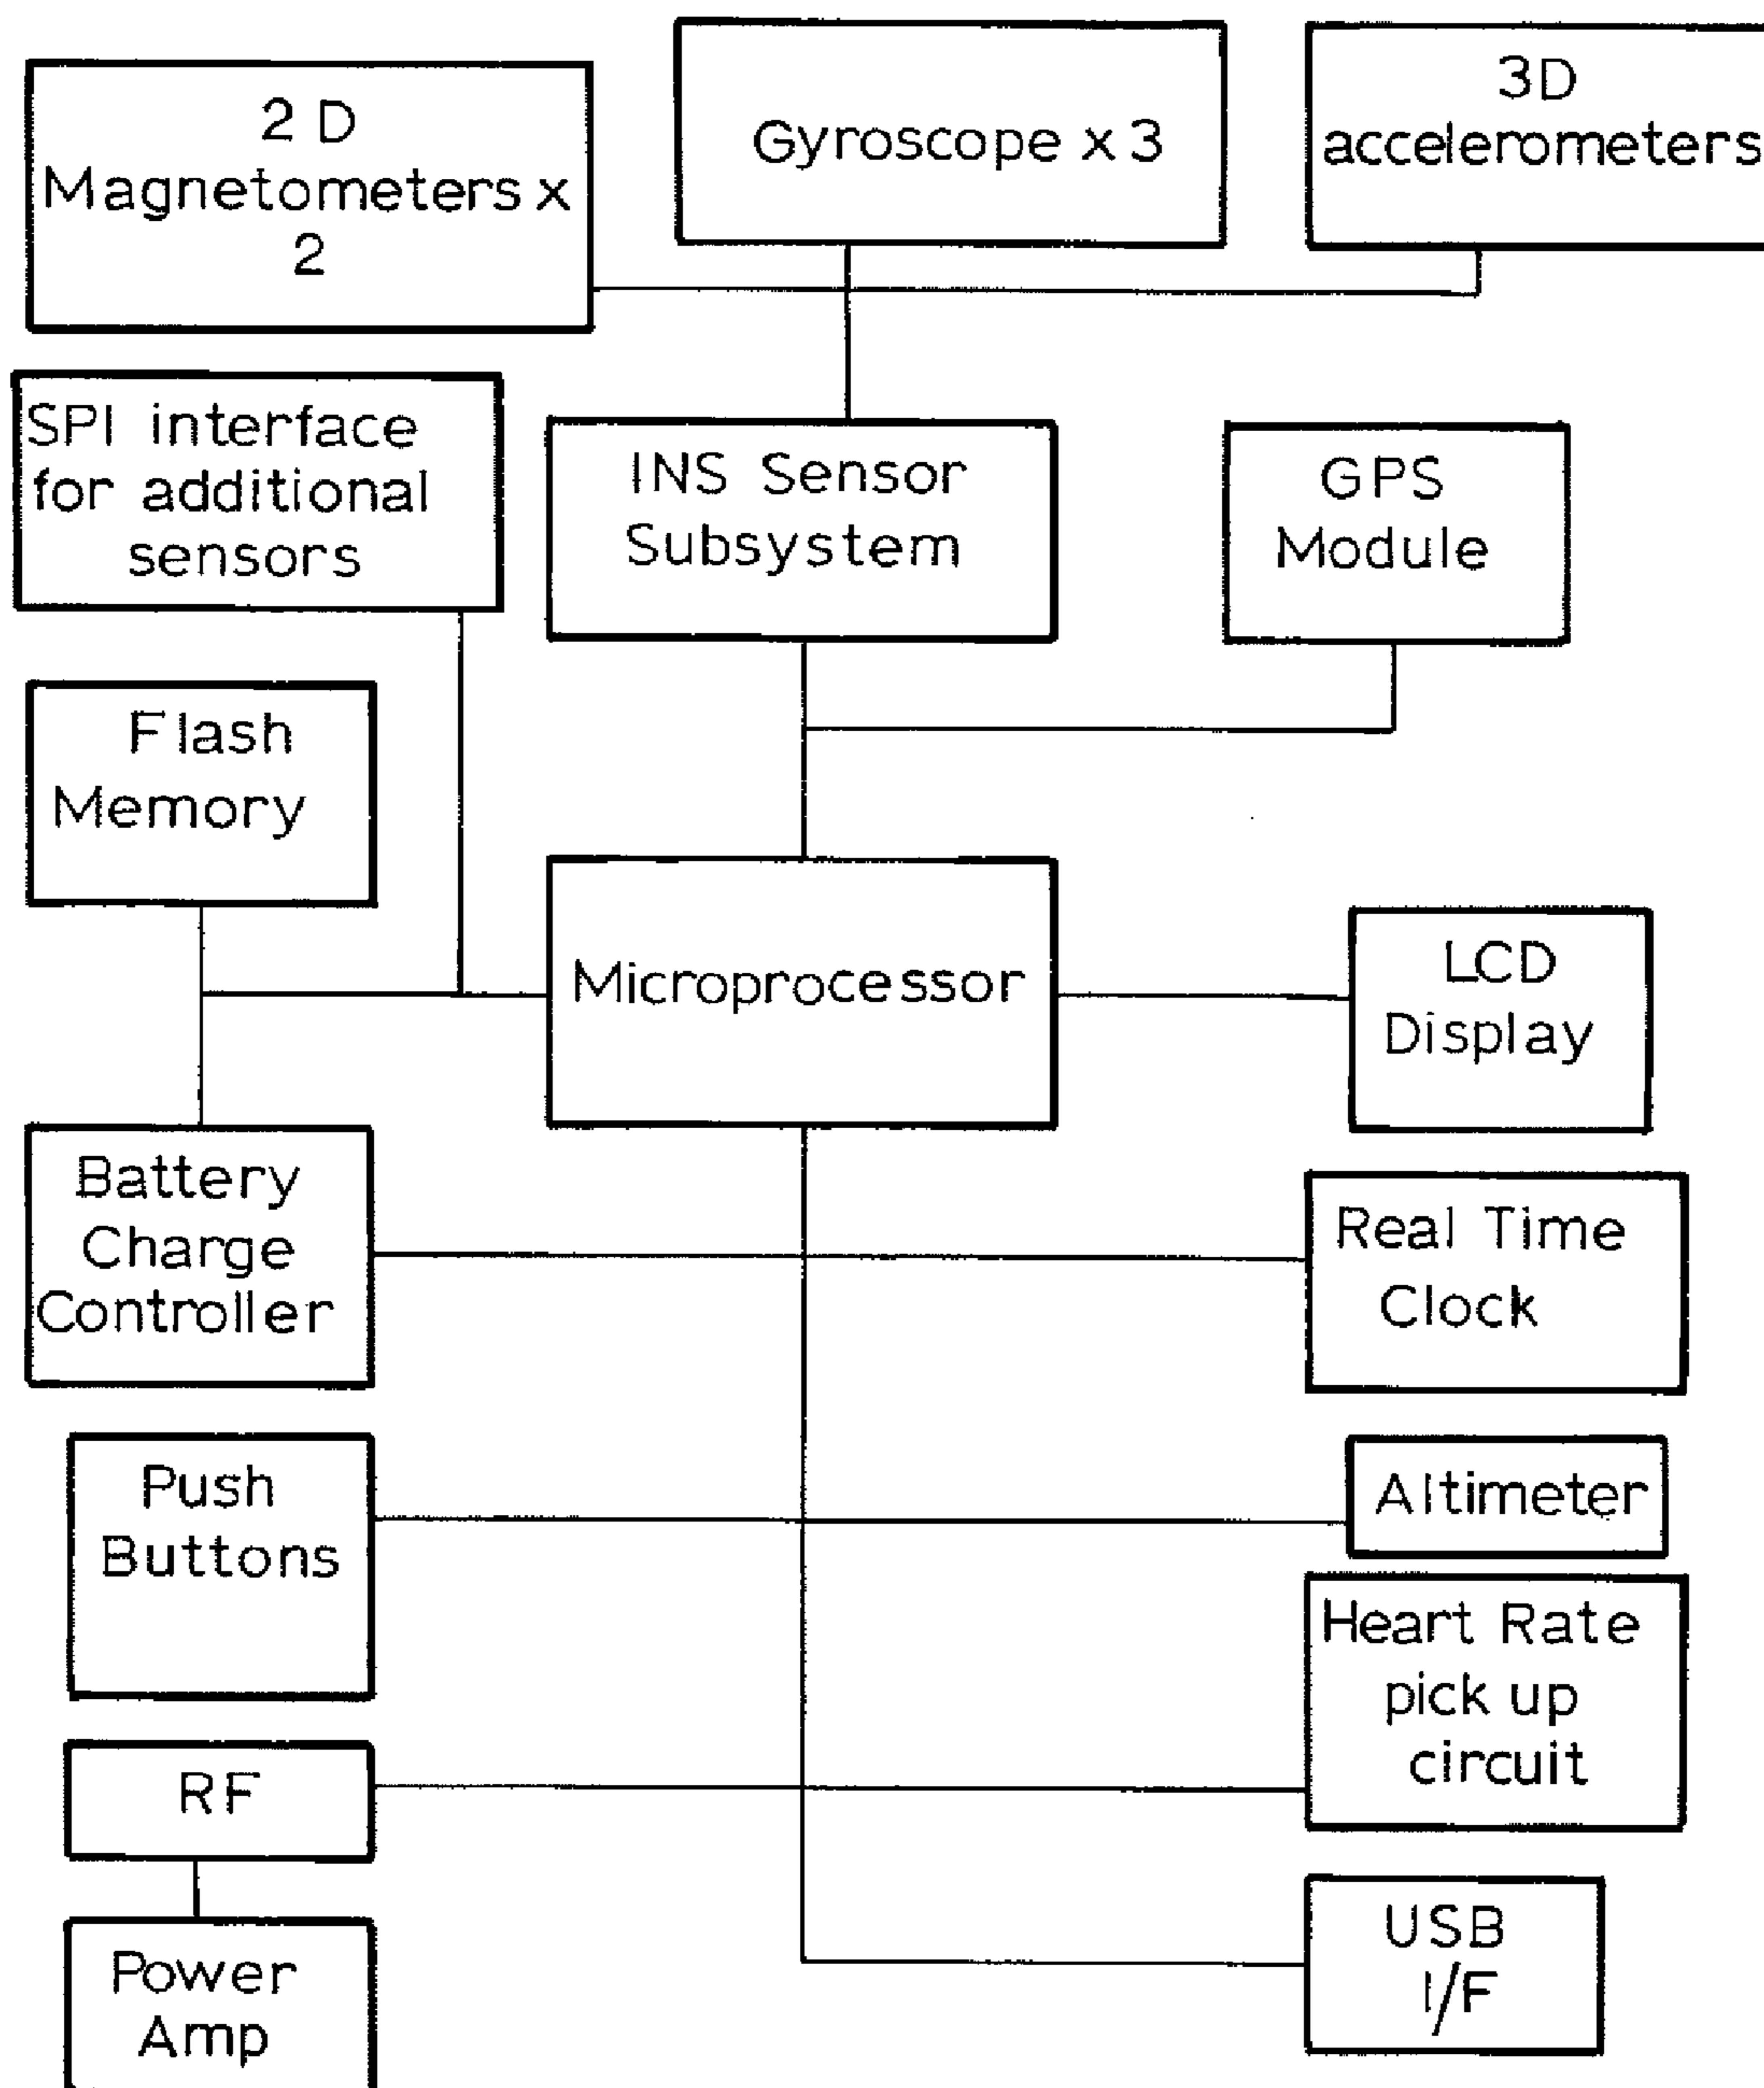 2 D
Magnetometers x
2
Gyroscope x 3
3D
accelerometers
SPI interface
for additional
sensors
INS Sensor
Subsystem
GPS
Module
Flash
Memory
Microprocessor
LCD
Display
Battery
Charge
Controller
Real Time
Clock
Push
Buttons
Altimeter
Heart Rate
pick up
circuit
RF
Power
Amp
USB
I/F